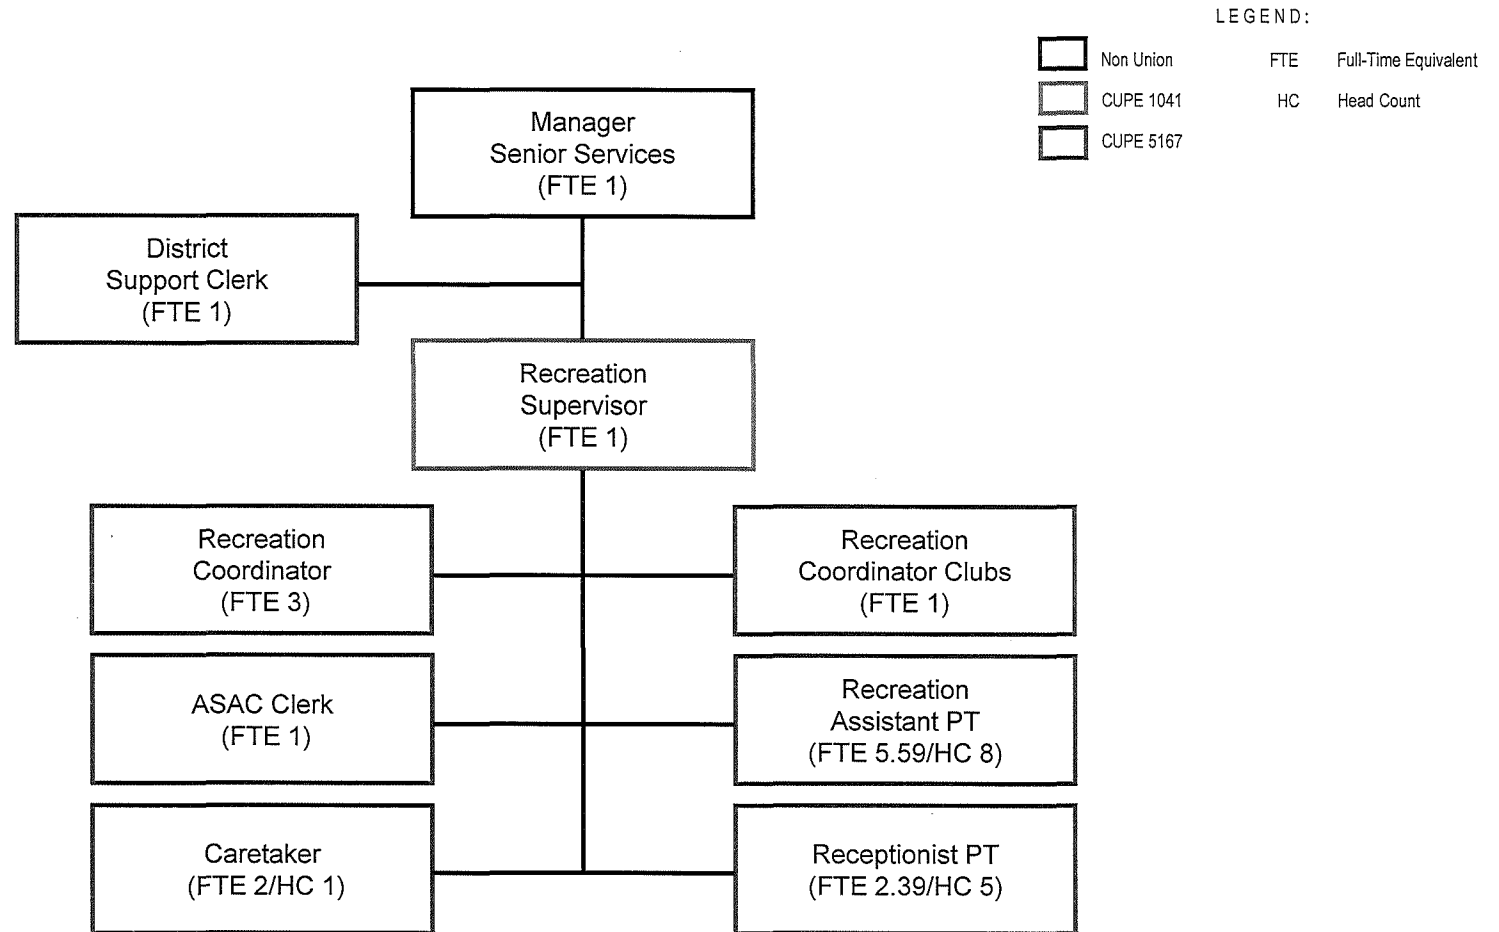 LEGEND:
Non Union FTE Full-Time Equivalent
CUPE 1041 HC Head Count
CUPE 5167
Manager
Senior Services
(FTE 1)
District
Support Clerk
(FTE 1)
Recreation
Supervisor
(FTE 1)
Recreation
Coordinator
(FTE 3)
Recreation
Coordinator Clubs
(FTE 1)
ASAC Clerk
(FTE 1)
Recreation
Assistant PT
(FTE 5.59/HC 8)
Caretaker
(FTE 2/HC 1)
Receptionist PT
(FTE 2.39/HC 5)